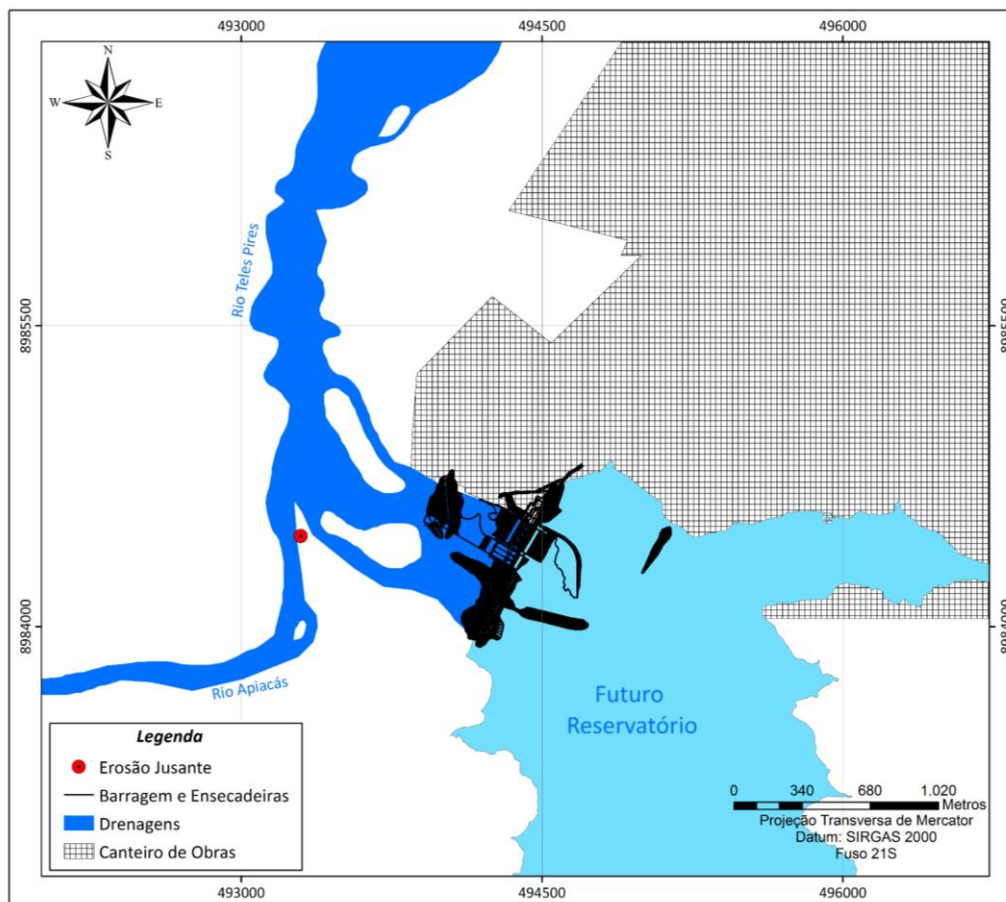 493000
494500
496000
N
W
E
S
Rio Teles Pires
8985500
8985500
8984000
8984000
Rio Apiacás
Futuro
Reservatório
Legenda
Erosão Jusante
Barragem e Ensecadeiras
Drenagens
Canteiro de Obras
0 340 680 1.020
Metros
Projeção Transversa de Mercator
Datum: SIRGAS 2000
Fuso 21S
493000
494500
496000